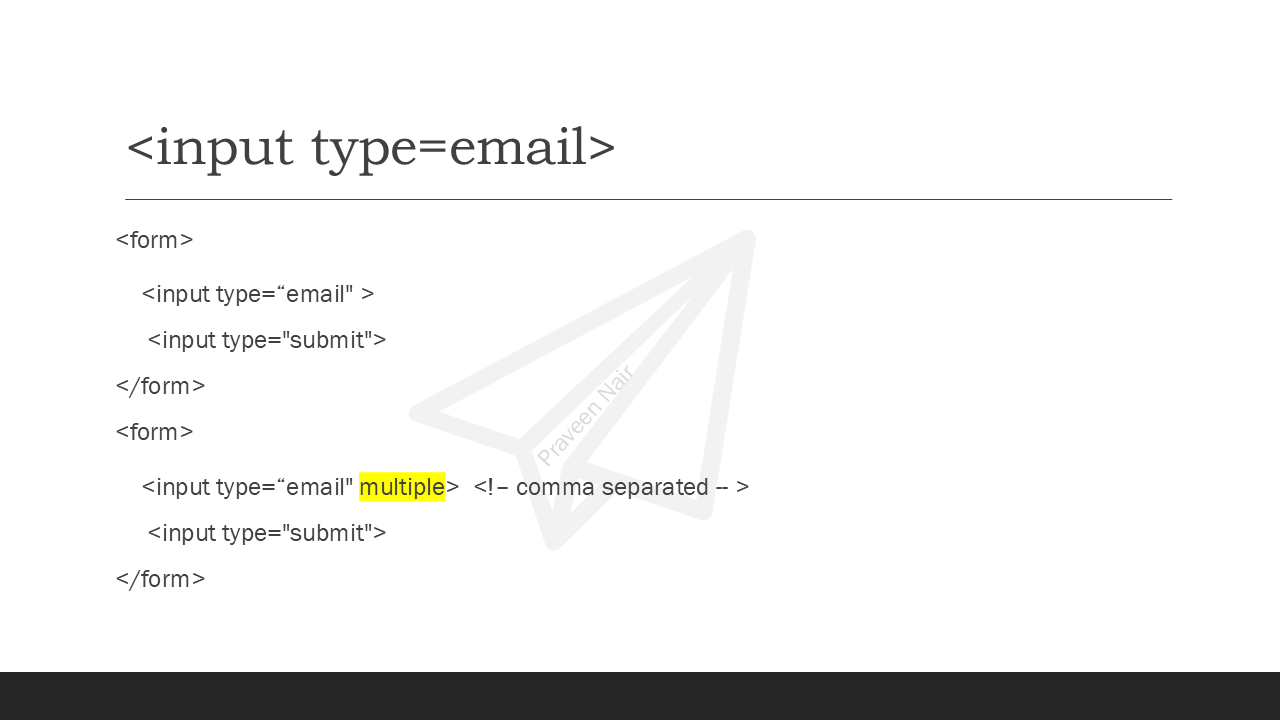 <input type=email>
<form>
<input type=“email" >
<input type="submit">
</form>
<form>
<input type=“email" multiple> <!– comma separated -- >
<input type="submit">
</form>
Praveen Nair